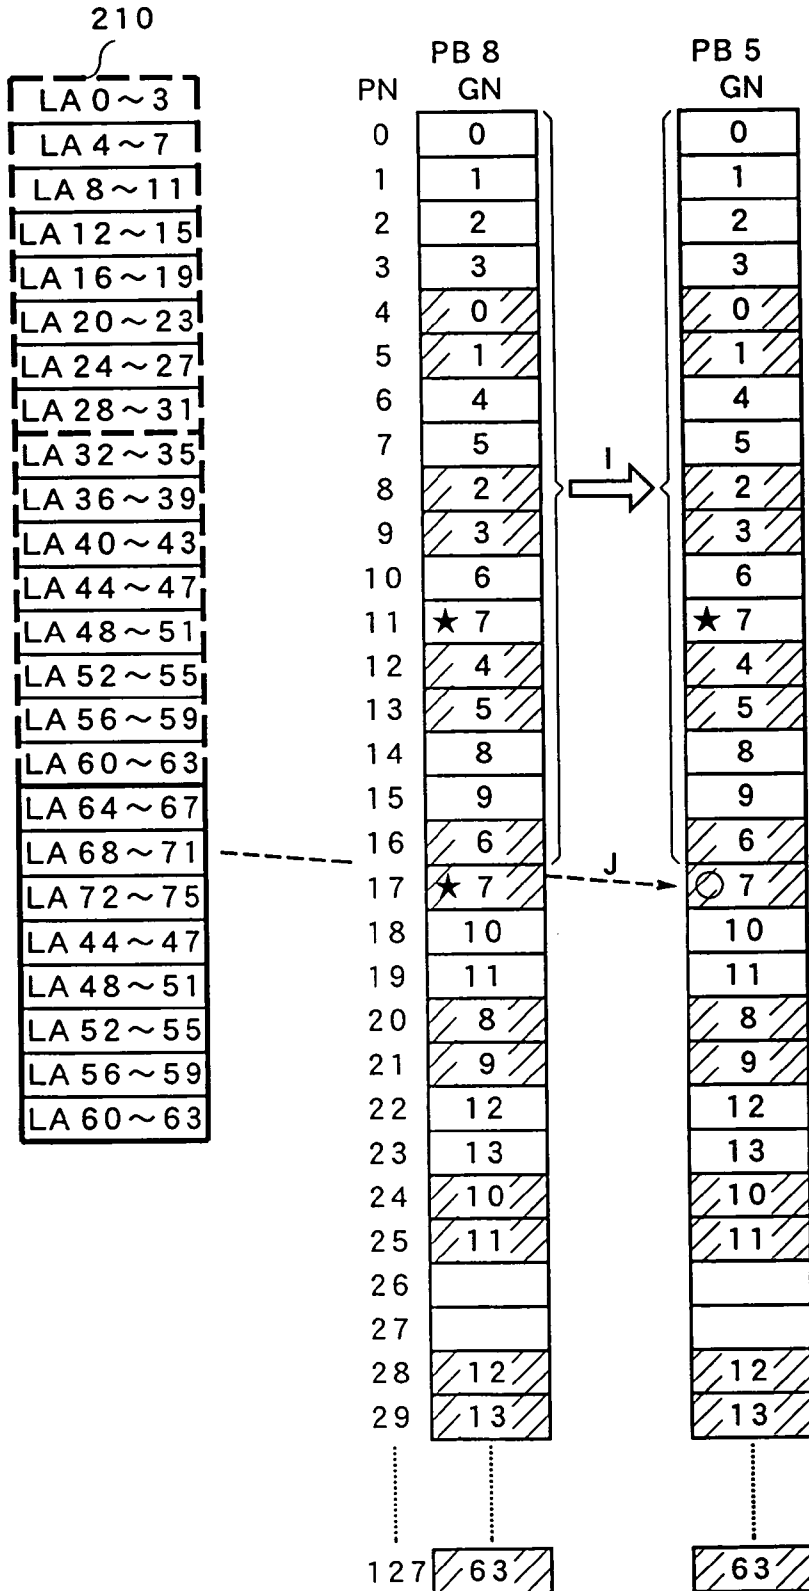 210
LA 0～3
LA 4～7
LA 8～11
LA 12～15
LA 16～19
LA 20～23
LA 24～27
LA 28～31
LA 32～35
LA 36～39
LA 40～43
LA 44～47
LA 48～51
LA 52～55
LA 56～59
LA 60～63
LA 64～67
LA 68～71
LA 72～75
LA 44～47
LA 48～51
LA 52～55
LA 56～59
LA 60～63
PB 8 PB 5
PN GN GN
0 0 0
1 1 1
2 2 2
3 3 3
4 0 0
5 1 1
6 4 4
7 5 5
I
8 2 2
9 3 3
10 6 6
11 ★ 7 ★ 7
12 4 4
13 5 5
14 8 8
15 9 9
16 6 6
J
17 ★ 7 ○ 7
18 10 10
19 11 11
20 8 8
21 9 9
22 12 12
23 13 13
24 10 10
25 11 11
26
27
28 12 12
29 13 13
127 63 63